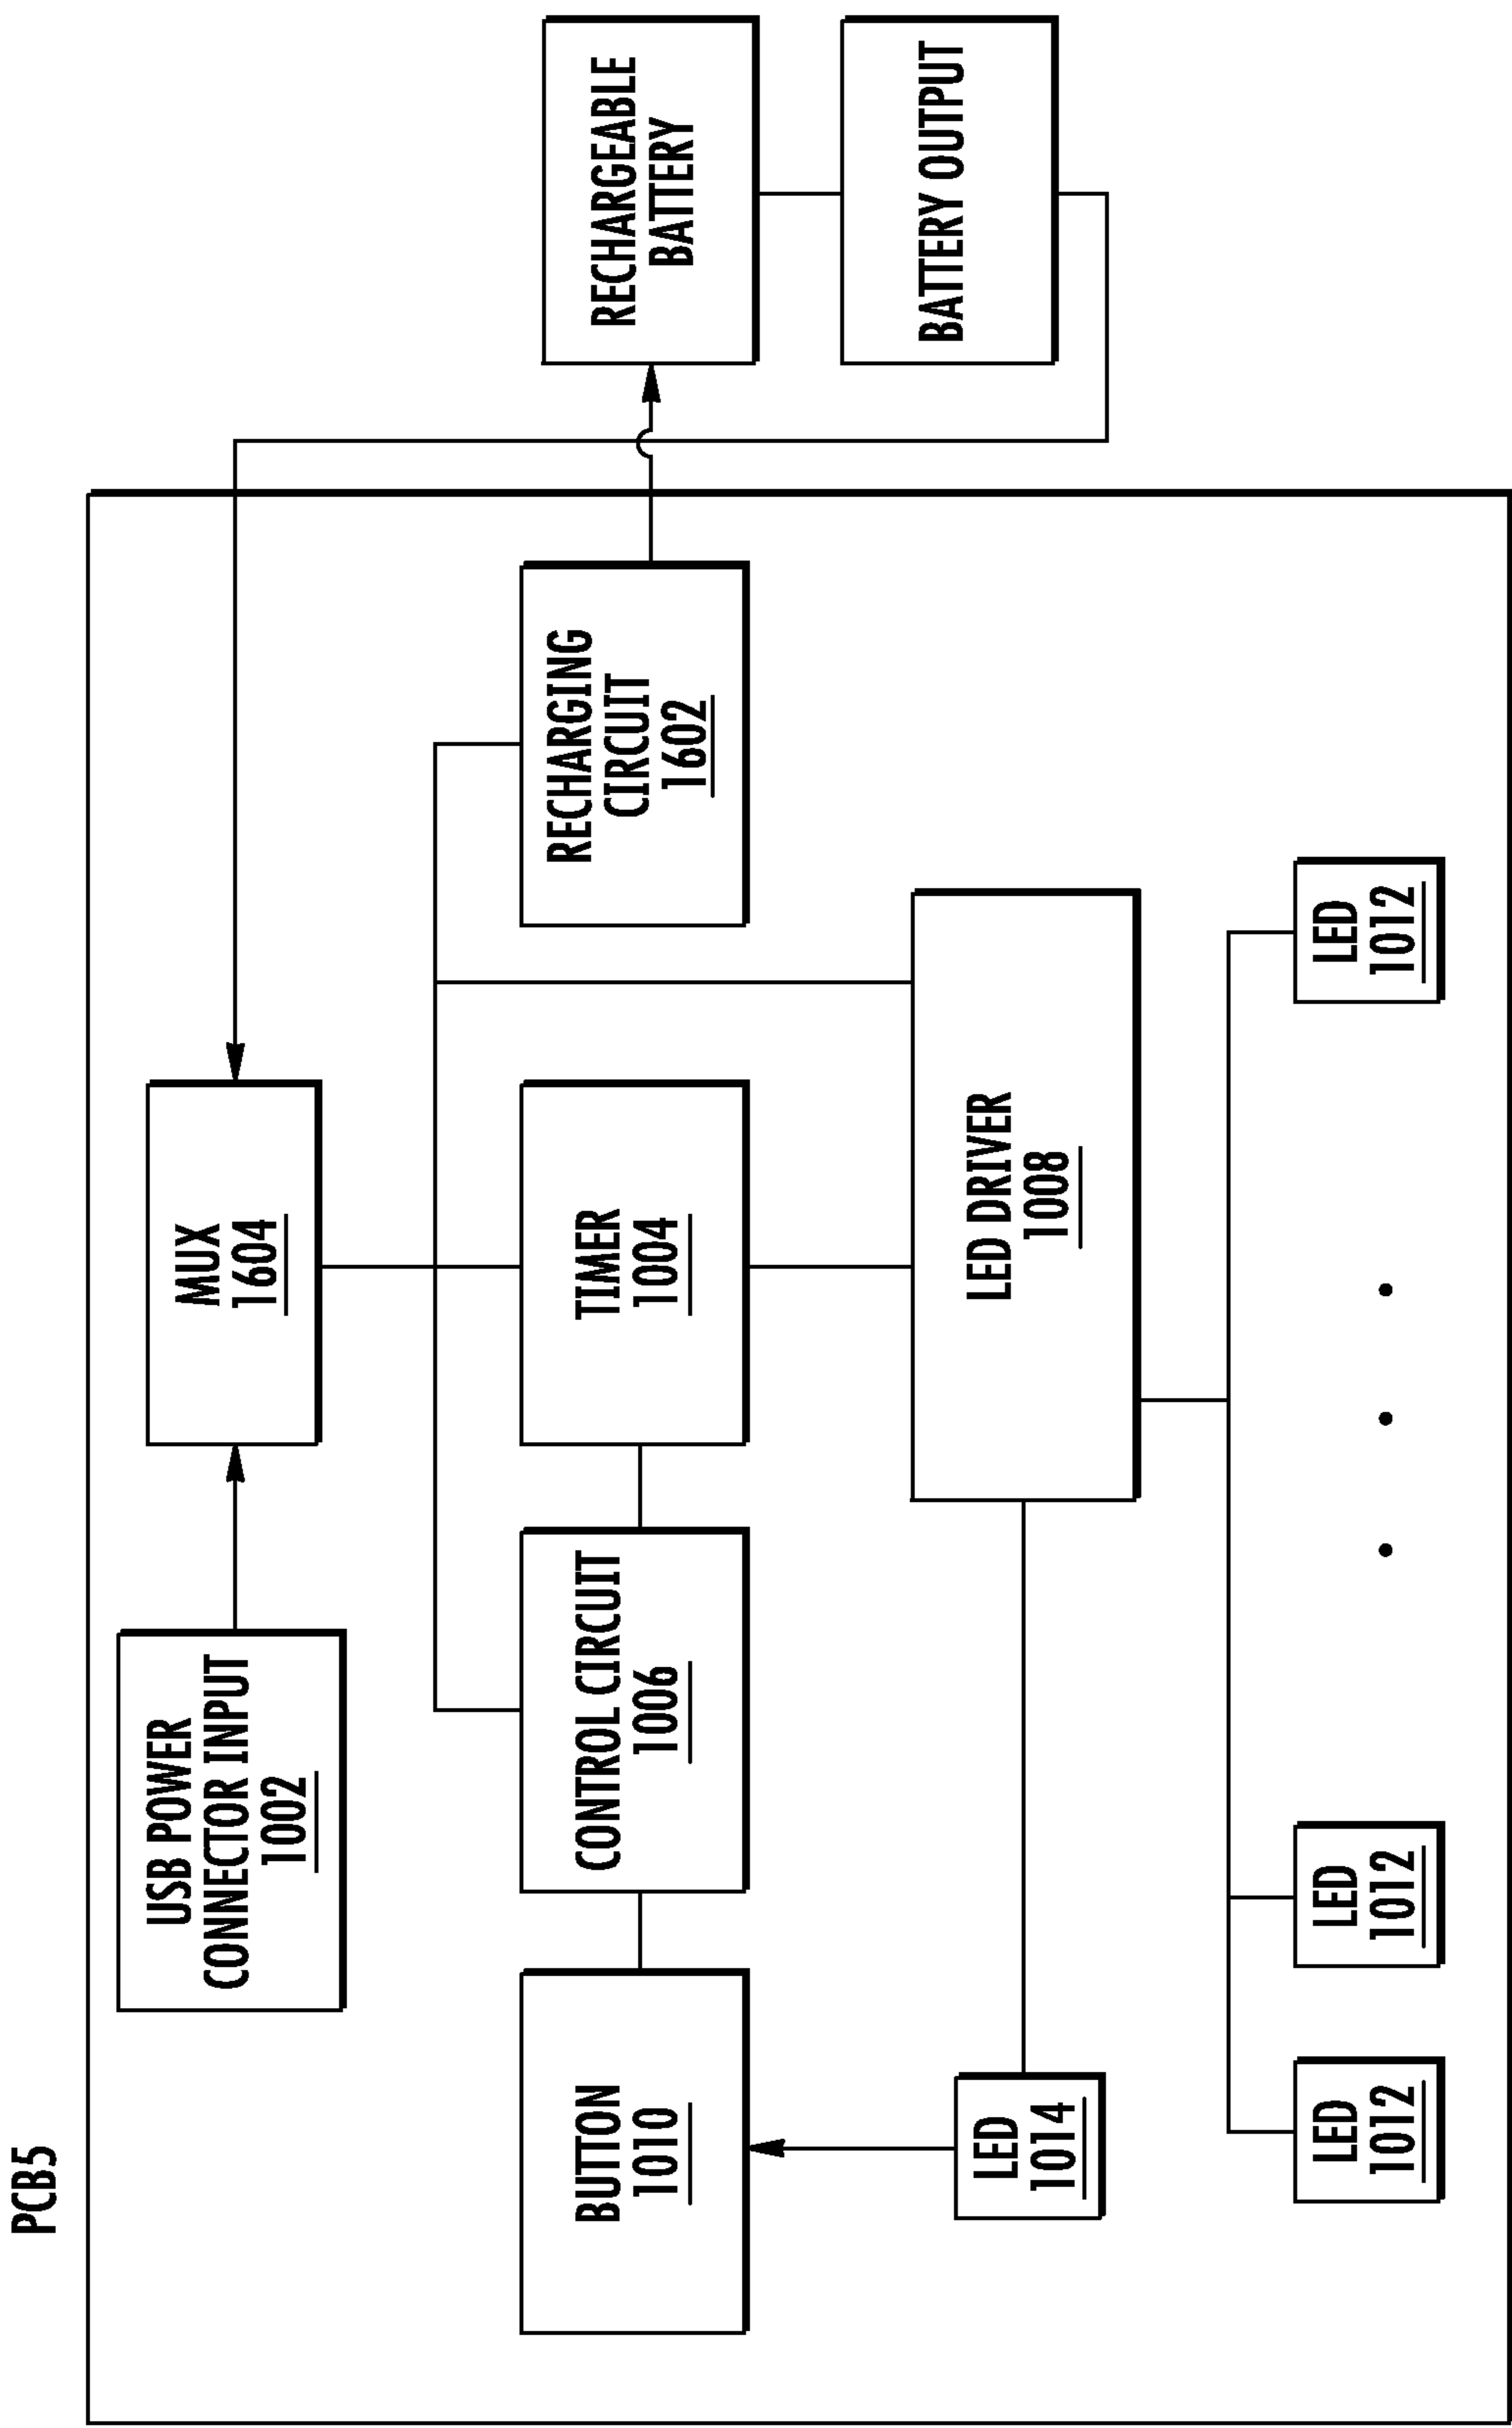 PCB5
USB POWER
CONNECTOR INPUT
1002
MUX
1604
BUTTON
1010
CONTROL CIRCUIT
1006
TIMER
1004
RECHARGING
CIRCUIT
1602
RECHARGEABLE
BATTERY
BATTERY OUTPUT
LED
1014
LED DRIVER
1008
LED
1012
LED
1012
LED
1012